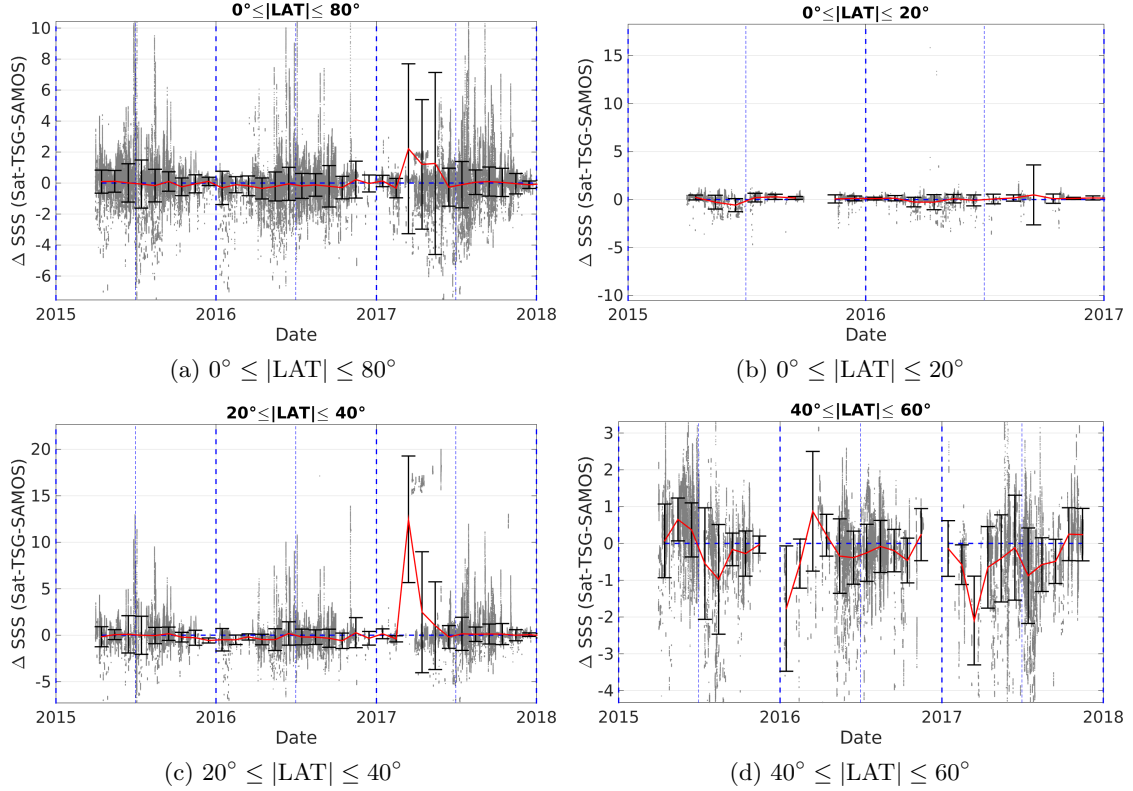 0°≤|LAT|≤ 80°
Δ SSS (Sat-TSG-SAMOS)
10
8
6
4
2
0
-2
-4
-6
2015 2016 2017 2018
Date
(a) 0° ≤ |LAT| ≤ 80°
0°≤|LAT|≤ 20°
Δ SSS (Sat-TSG-SAMOS)
15
10
5
0
-5
-10
2015 2016 2017
Date
(b) 0° ≤ |LAT| ≤ 20°
20°≤|LAT|≤ 40°
Δ SSS (Sat-TSG-SAMOS)
20
15
10
5
0
-5
2015 2016 2017 2018
Date
(c) 20° ≤ |LAT| ≤ 40°
40°≤|LAT|≤ 60°
Δ SSS (Sat-TSG-SAMOS)
3
2
1
0
-1
-2
-3
-4
2015 2016 2017 2018
Date
(d) 40° ≤ |LAT| ≤ 60°